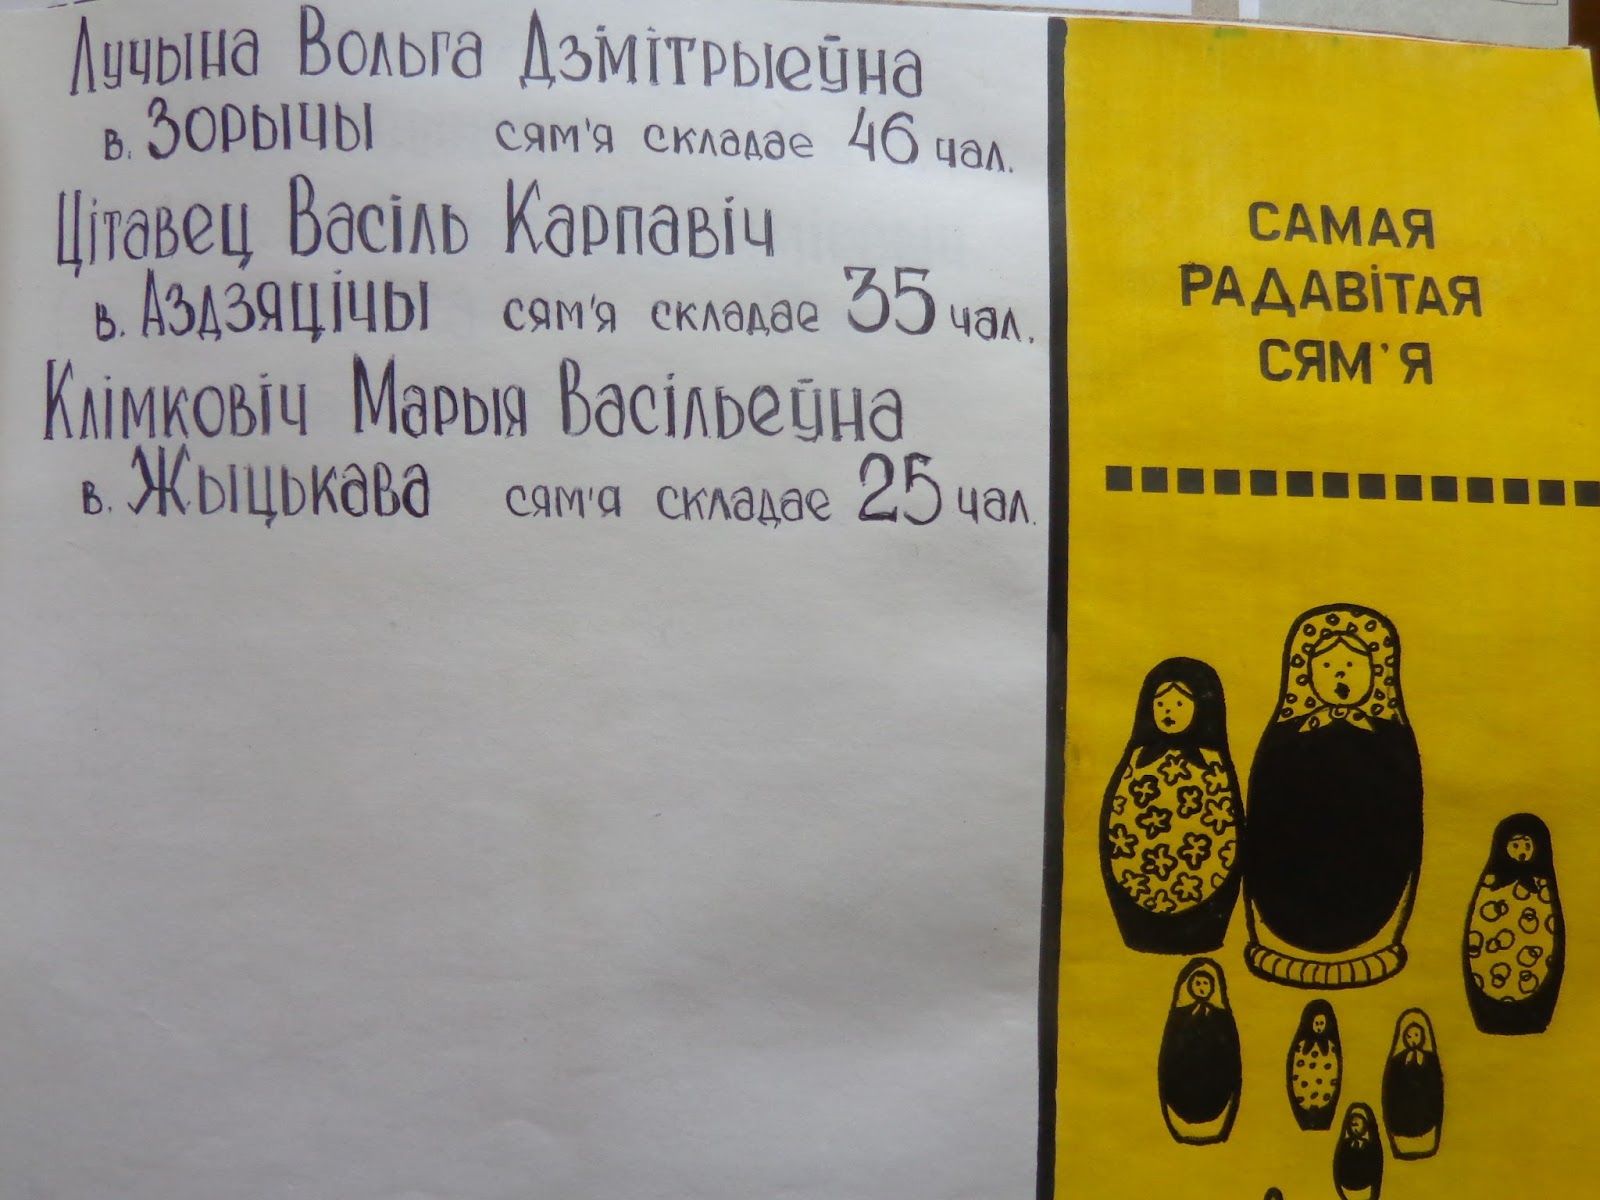 Лучына Вольга Дзмітрыеўна
в. Зорычы сям'я складае 46 чал.
Цітавец Васіль Карпавіч
в. Аздзяцічы сям'я складае 35 чал.
Клімковіч Марыя Васільеўна
в. Жыцькава сям'я складае 25 чал.
САМАЯ
РАДАВІТАЯ
СЯМ'Я